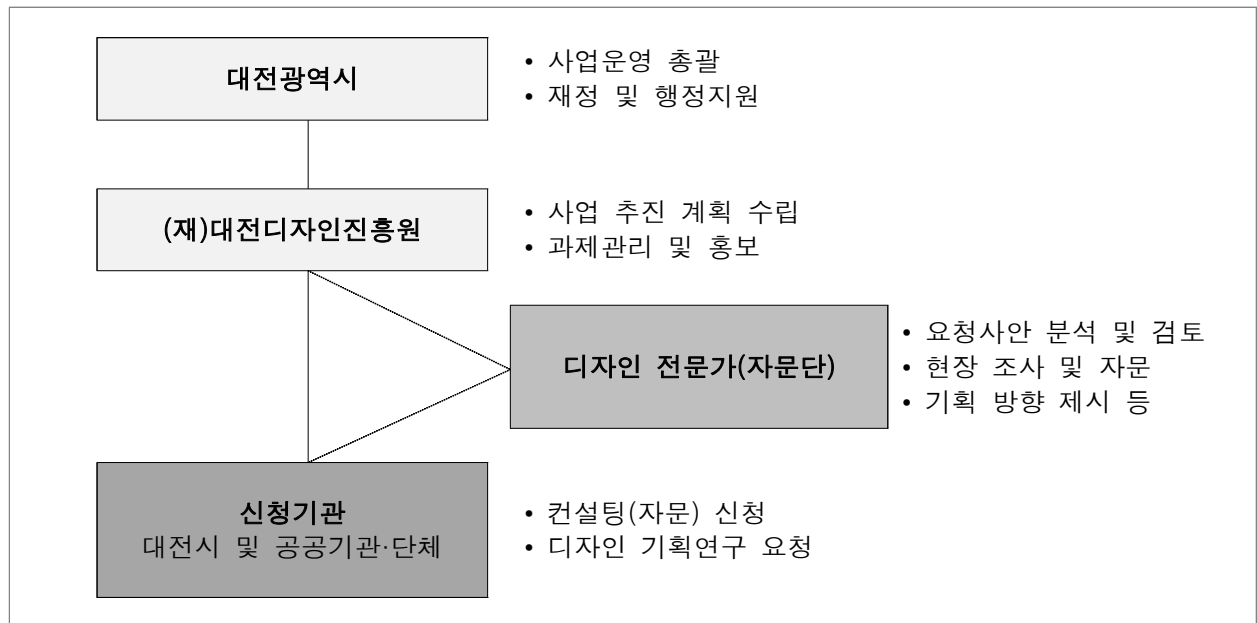 대전광역시
• 사업운영 총괄
• 재정 및 행정지원
(재)대전디자인진흥원
• 사업 추진 계획 수립
• 과제관리 및 홍보
디자인 전문가(자문단)
• 요청사안 분석 및 검토
• 현장 조사 및 자문
• 기획 방향 제시 등
신청기관
대전시 및 공공기관·단체
• 컨설팅(자문) 신청
• 디자인 기획연구 요청